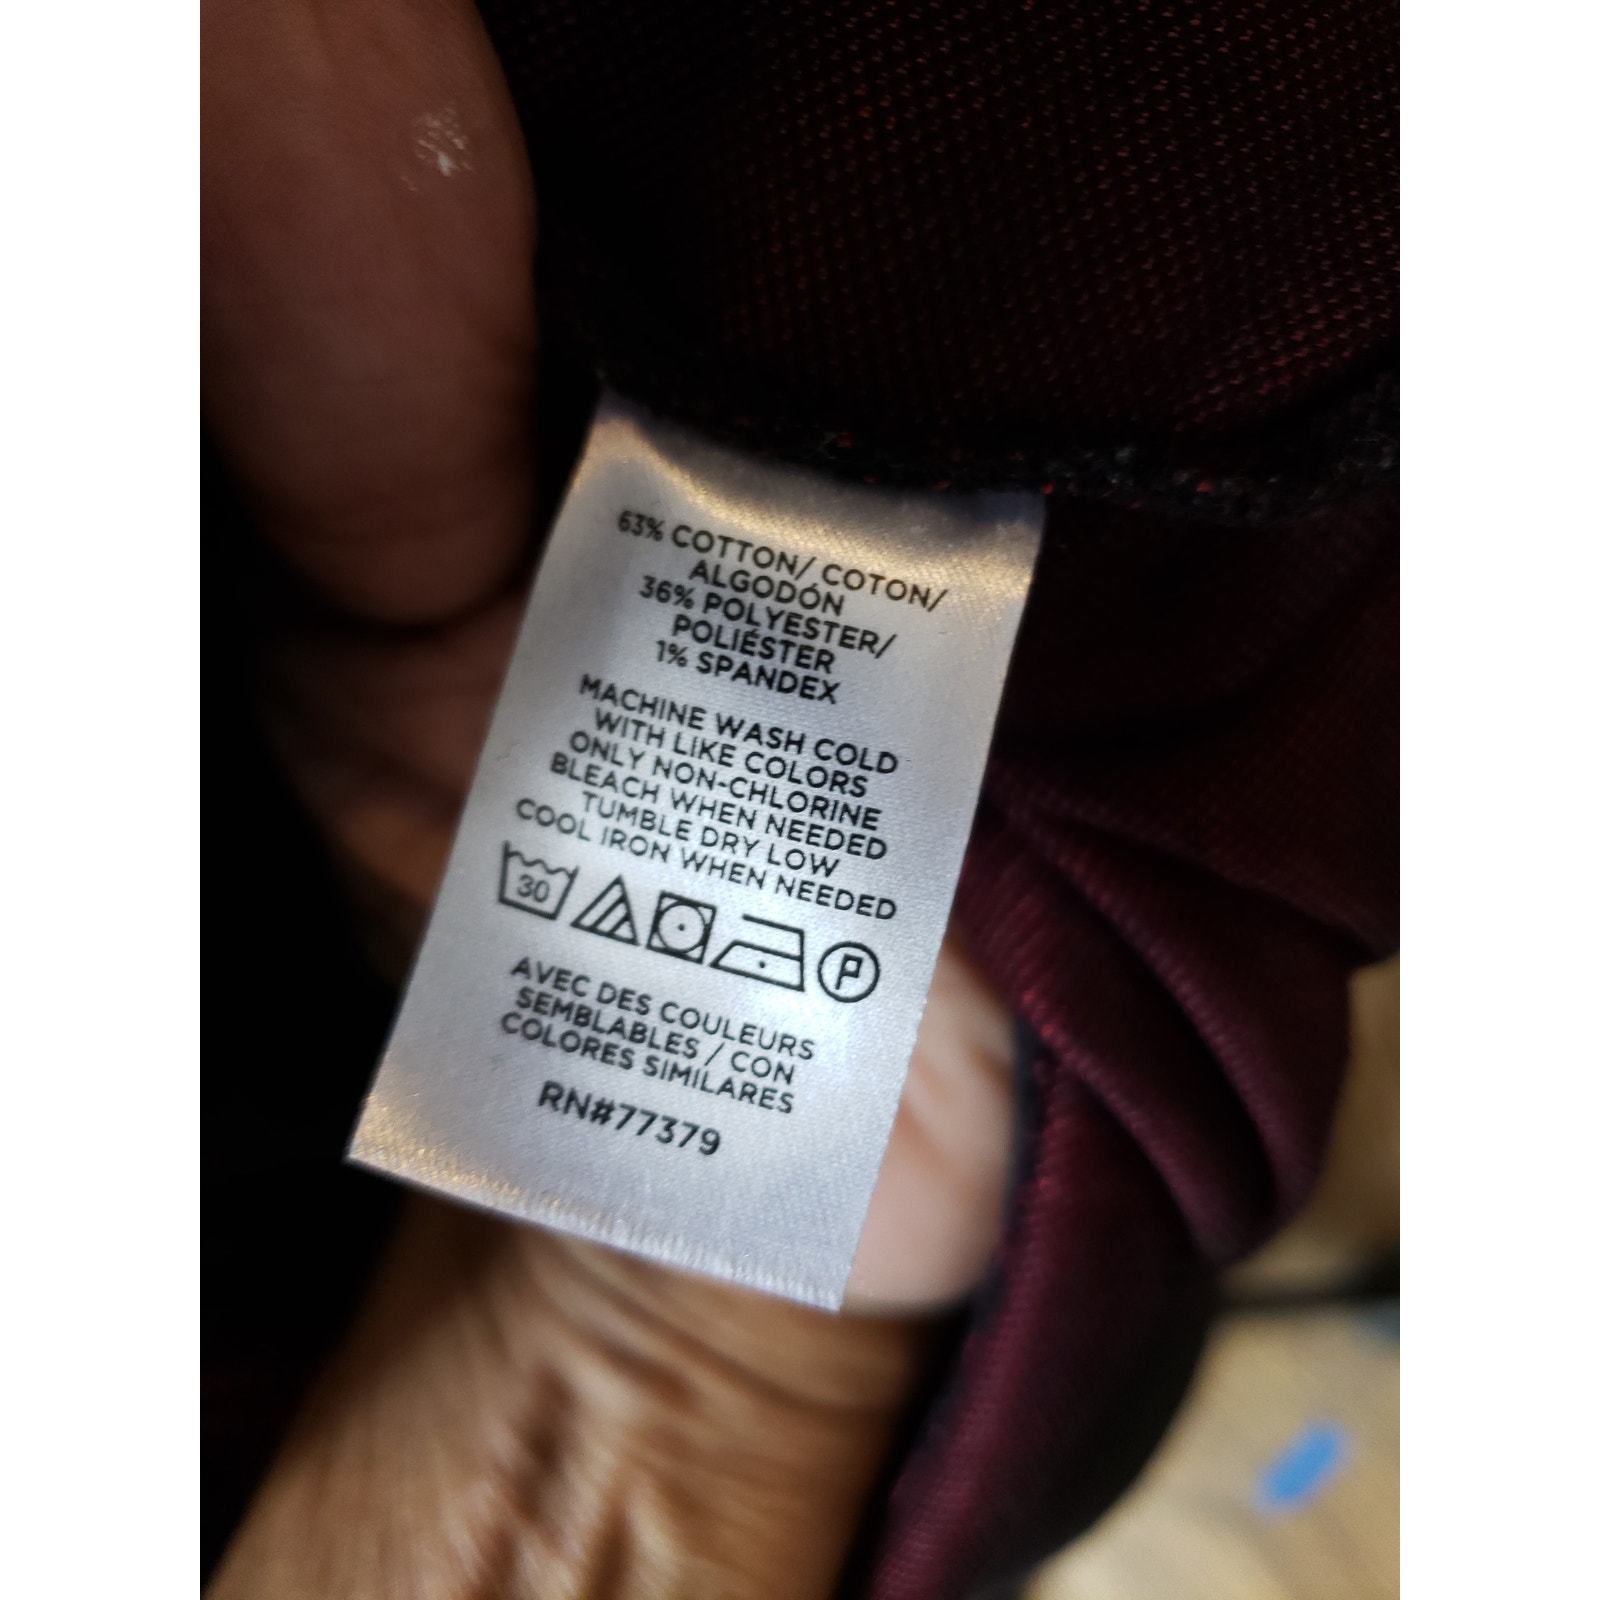 63% COTTON/ COTON/
ALGODÓN
36% POLYESTER/
POLIÉSTER
1% SPANDEX
MACHINE WASH COLD
WITH LIKE COLORS
ONLY NON-CHLORINE
BLEACH WHEN NEEDED
TUMBLE DRY LOW
COOL IRON WHEN NEEDED
30 P
AVEC DES COULEURS
SEMBLABLES / CON
COLORES SIMILARES
RN#77379